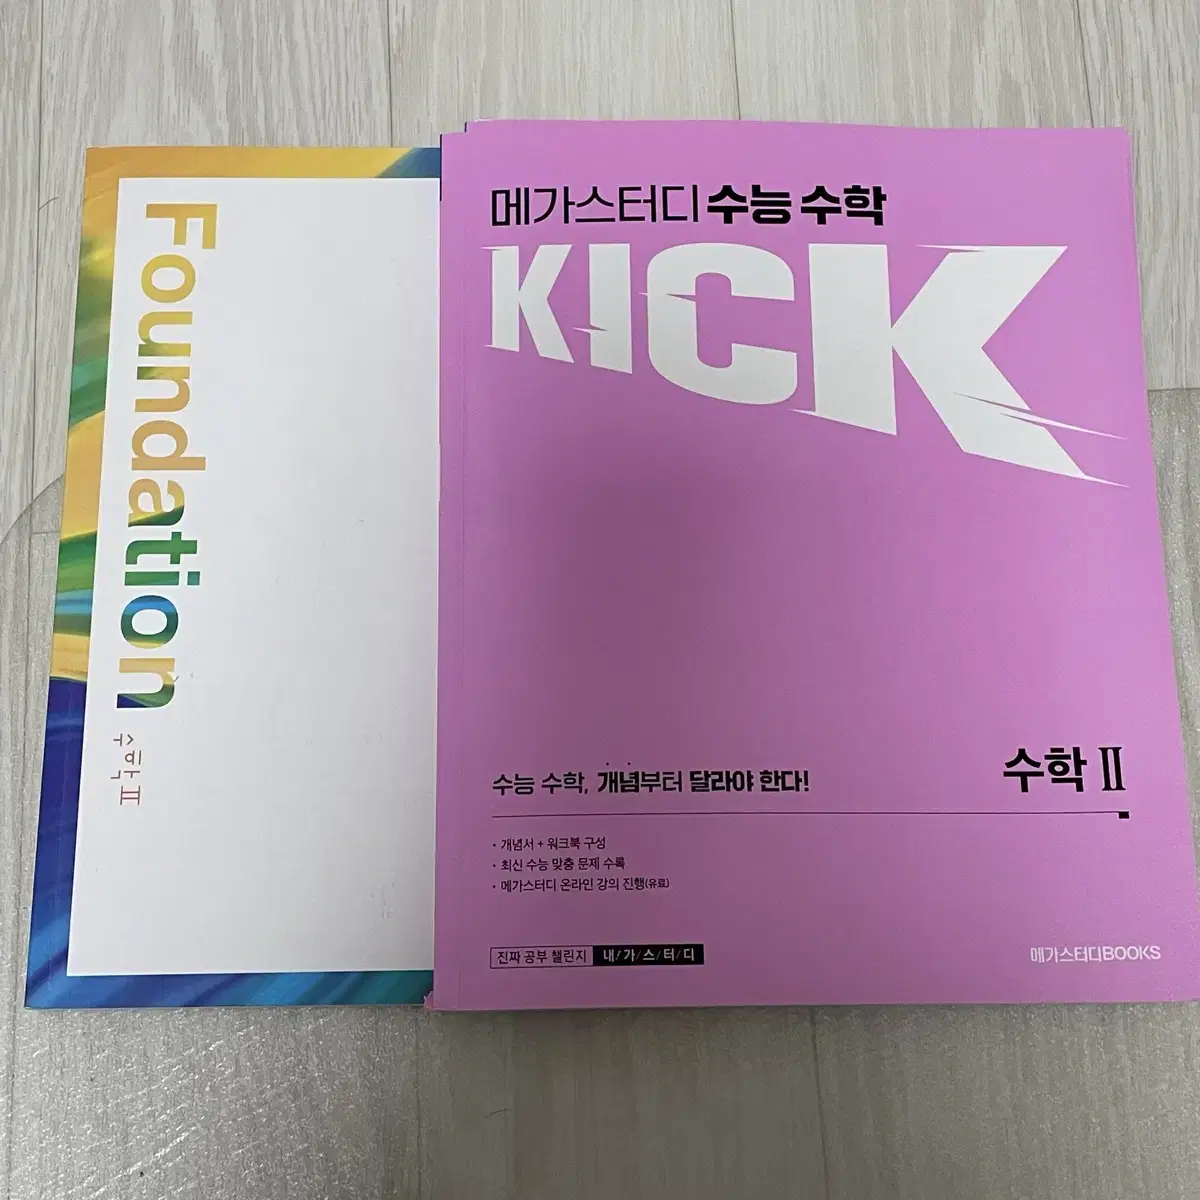 Foundation
수학 Ⅱ
메가스터디 수능 수학
KICK
수능 수학, 개념부터 달라야 한다!
수학 Ⅱ
• 개념서 + 워크북 구성
• 최신 수능 맞춤 문제 수록
• 메가스터디 온라인 강의 진행(유료)
진짜 공부 챌린지 내/가/스/터/디
메가스터디BOOKS